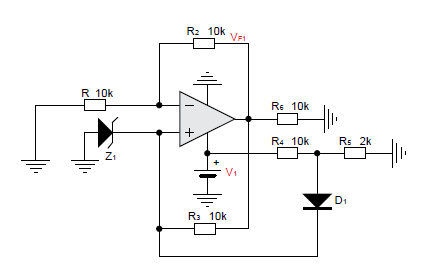 R₂ 10k
V_F1
R 10k
R₆ 10k
−
+
Z₁
R₄ 10k
R₅ 2k
+
V₁
D₁
R₃ 10k